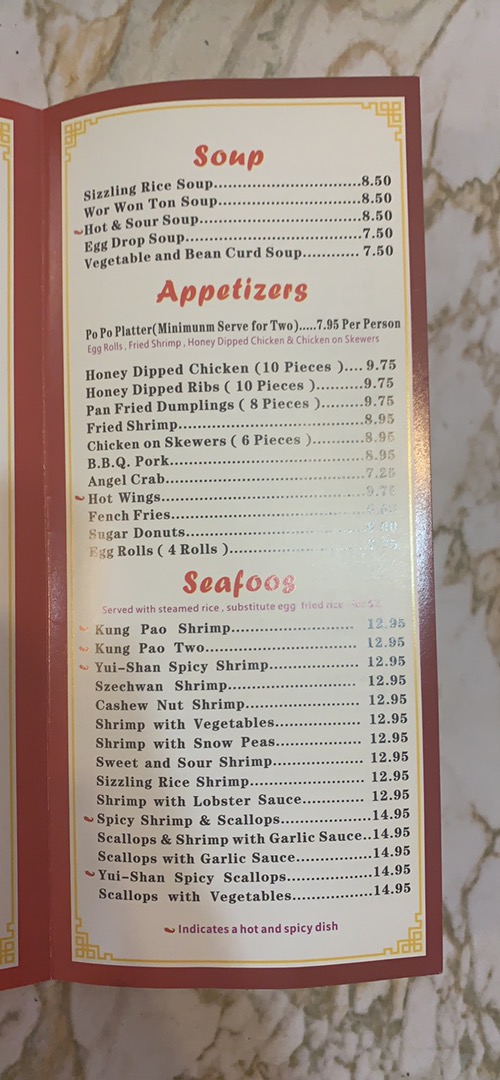 Soup
Sizzling Rice Soup..................................8.50
Wor Won Ton Soup.................................8.50
Hot & Sour Soup.....................................8.50
Egg Drop Soup........................................7.50
Vegetable and Bean Curd Soup............ 7.50
Appetizers
Po Po Platter(Minimunm Serve for Two).....7.95 Per Person
Egg Rolls , Fried Shrimp , Honey Dipped Chicken & Chicken on Skewers
Honey Dipped Chicken (10 Pieces ).... 9.75
Honey Dipped Ribs ( 10 Pieces )..........9.75
Pan Fried Dumplings ( 8 Pieces ).........9.75
Fried Shrimp...........................................8.95
Chicken on Skewers ( 6 Pieces )...........8.95
B.B.Q. Pork.............................................8.95
Angel Crab..............................................7.25
Hot Wings...............................................9.75
Fench Fries.............................................
Sugar Donuts..........................................
Egg Rolls ( 4 Rolls )................................
Seafoos
Served with steamed rice , substitute egg fried rice
Kung Pao Shrimp........................... 12.95
Kung Pao Two................................. 12.95
Yui-Shan Spicy Shrimp................... 12.95
Szechwan Shrimp............................ 12.95
Cashew Nut Shrimp........................ 12.95
Shrimp with Vegetables.................. 12.95
Shrimp with Snow Peas.................. 12.95
Sweet and Sour Shrimp................... 12.95
Sizzling Rice Shrimp........................ 12.95
Shrimp with Lobster Sauce............. 12.95
Spicy Shrimp & Scallops...................14.95
Scallops & Shrimp with Garlic Sauce..14.95
Scallops with Garlic Sauce................14.95
Yui-Shan Spicy Scallops...................14.95
Scallops with Vegetables..................14.95
Indicates a hot and spicy dish